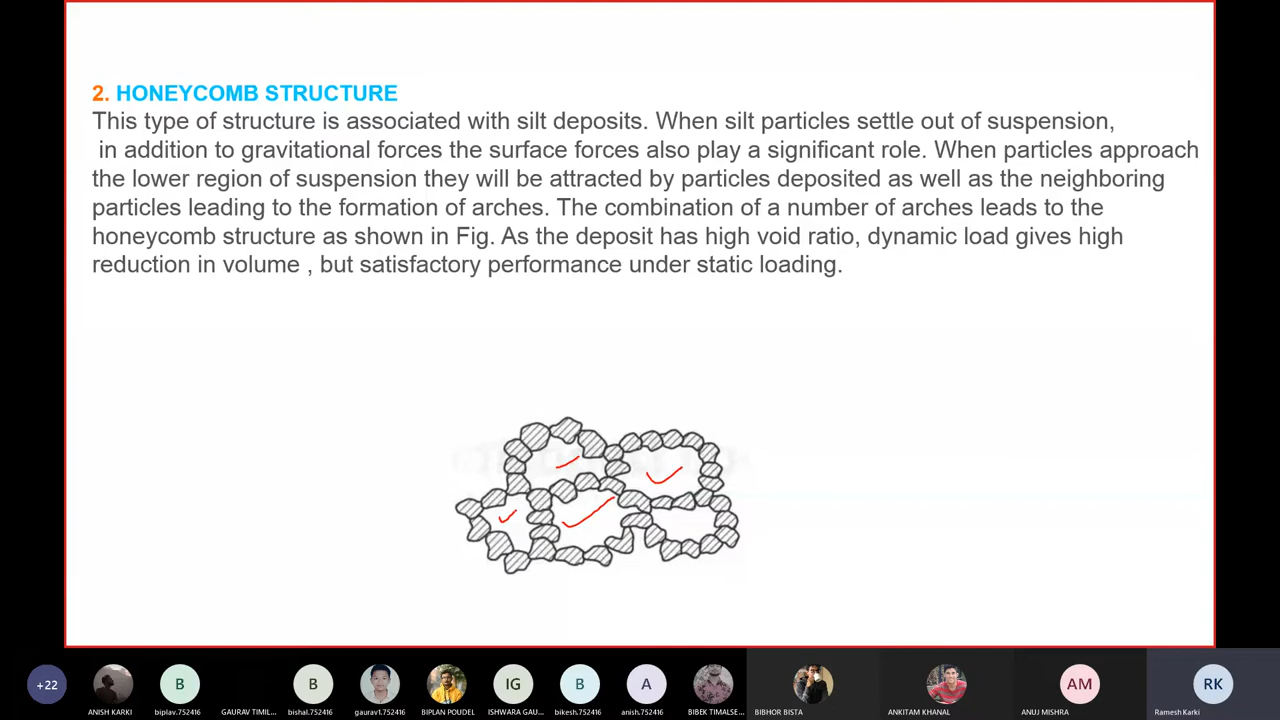 2. HONEYCOMB STRUCTURE
This type of structure is associated with silt deposits. When silt particles settle out of suspension,
in addition to gravitational forces the surface forces also play a significant role. When particles approach
the lower region of suspension they will be attracted by particles deposited as well as the neighboring
particles leading to the formation of arches. The combination of a number of arches leads to the
honeycomb structure as shown in Fig. As the deposit has high void ratio, dynamic load gives high
reduction in volume , but satisfactory performance under static loading.
+22
B
B
IG
B
A
AM
RK
ANISH KARKI
biplav.752416
GAURAV TIMIL...
bishal.752416
gaurav1.752416
BIPLAN POUDEL
ISHWARA GAU...
bikesh.752416
anish.752416
BIBEK TIMALSE...
BIBHOR BISTA
ANKITAM KHANAL
ANUJ MISHRA
Ramesh Karki